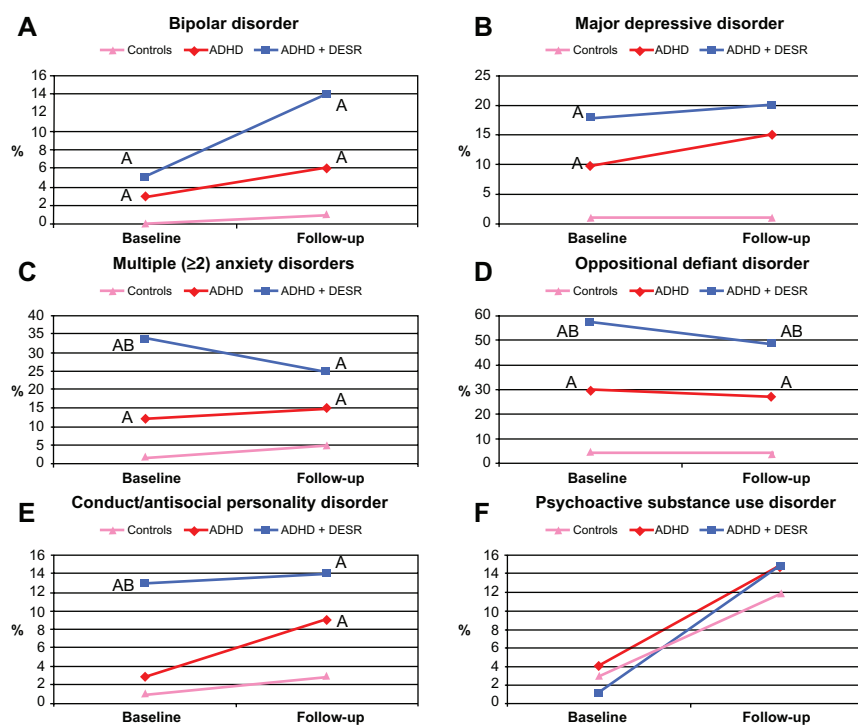 A Bipolar disorder
Controls ADHD ADHD + DESR
16
14
12
10
8
6
4
2
0
%
A
A
A
A
Baseline Follow-up
B Major depressive disorder
Controls ADHD ADHD + DESR
25
20
15
10
5
0
%
A
A
Baseline Follow-up
C Multiple (≥2) anxiety disorders
Controls ADHD ADHD + DESR
40
35
30
25
20
15
10
5
0
%
AB
A
A
A
Baseline Follow-up
D Oppositional defiant disorder
Controls ADHD ADHD + DESR
60
50
40
30
20
10
0
%
AB
AB
A
A
Baseline Follow-up
E Conduct/antisocial personality disorder
Controls ADHD ADHD + DESR
16
14
12
10
8
6
4
2
0
%
AB
A
A
Baseline Follow-up
F Psychoactive substance use disorder
Controls ADHD ADHD + DESR
16
14
12
10
8
6
4
2
0
%
Baseline Follow-up